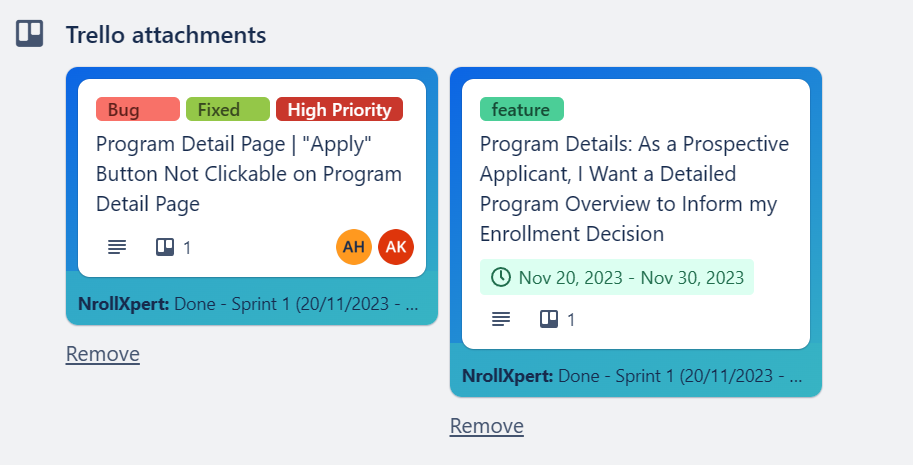 Trello attachments
Bug Fixed High Priority
Program Detail Page | "Apply"
Button Not Clickable on Program
Detail Page
1 AH AK
NrollXpert: Done - Sprint 1 (20/11/2023 - ...
Remove
feature
Program Details: As a Prospective
Applicant, I Want a Detailed
Program Overview to Inform my
Enrollment Decision
Nov 20, 2023 - Nov 30, 2023
1
NrollXpert: Done - Sprint 1 (20/11/2023 - ...
Remove